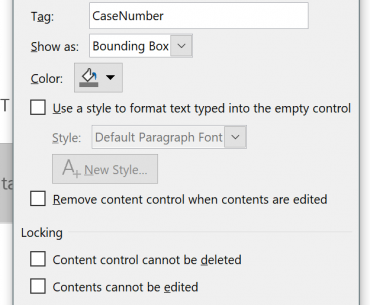 Tag: CaseNumber
Show as: Bounding Box
Color:
T
Use a style to format text typed into the empty control
Style: Default Paragraph Font
ta
A+ New Style...
Remove content control when contents are edited
Locking
Content control cannot be deleted
Contents cannot be edited